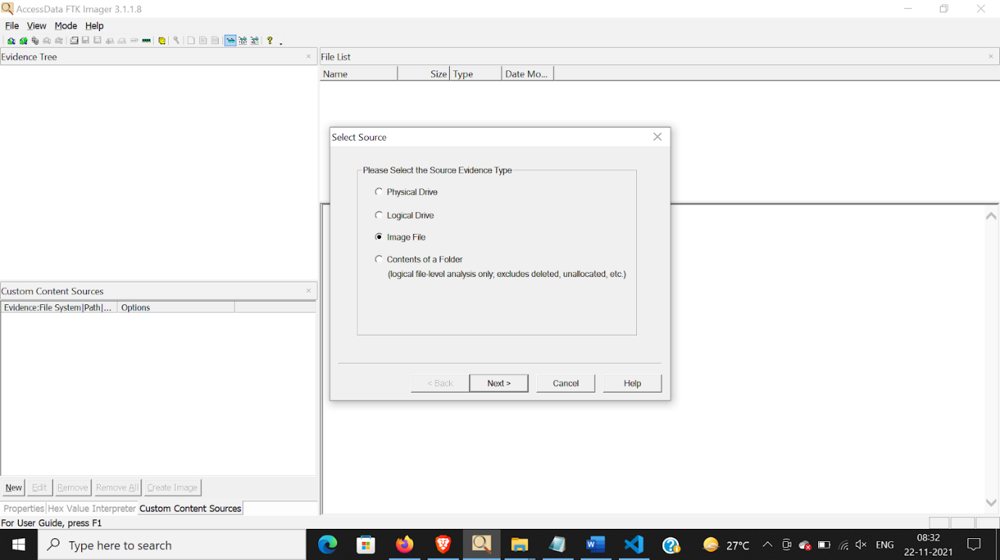 AccessData FTK Imager 3.1.1.8
File View Mode Help
Evidence Tree
File List
Name Size Type Date Mo...
Select Source
Please Select the Source Evidence Type
Physical Drive
Logical Drive
Image File
Contents of a Folder
(logical file-level analysis only; excludes deleted, unallocated, etc.)
< Back Next > Cancel Help
Custom Content Sources
Evidence:File System|Path|... Options
New Edit Remove Remove All Create Image
Properties Hex Value Interpreter Custom Content Sources
For User Guide, press F1
Type here to search
27°C
ENG
08:32
22-11-2021